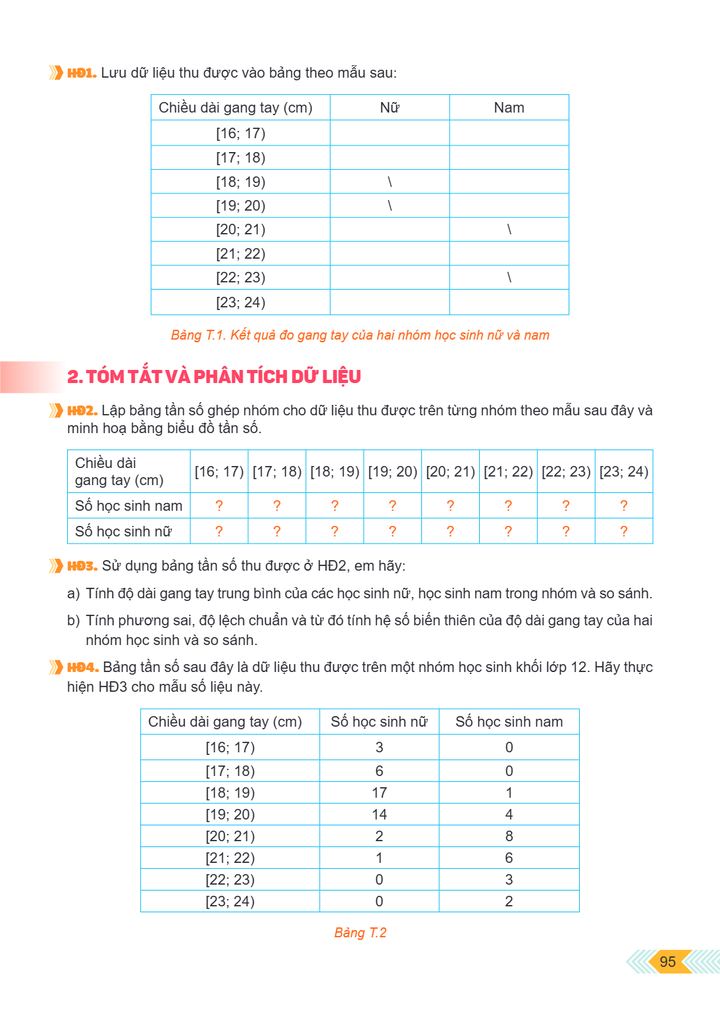 HĐ1. Lưu dữ liệu thu được vào bảng theo mẫu sau:
Chiều dài gang tay (cm) Nữ Nam
[16; 17)
[17; 18)
[18; 19) \
[19; 20) \
[20; 21) \
[21; 22)
[22; 23) \
[23; 24)
Bảng T.1. Kết quả đo gang tay của hai nhóm học sinh nữ và nam
2. TÓM TẮT VÀ PHÂN TÍCH DỮ LIỆU
HĐ2. Lập bảng tần số ghép nhóm cho dữ liệu thu được trên từng nhóm theo mẫu sau đây và
minh hoạ bằng biểu đồ tần số.
Chiều dài
gang tay (cm) [16; 17) [17; 18) [18; 19) [19; 20) [20; 21) [21; 22) [22; 23) [23; 24)
Số học sinh nam ? ? ? ? ? ? ? ?
Số học sinh nữ ? ? ? ? ? ? ? ?
HĐ3. Sử dụng bảng tần số thu được ở HĐ2, em hãy:
a) Tính độ dài gang tay trung bình của các học sinh nữ, học sinh nam trong nhóm và so sánh.
b) Tính phương sai, độ lệch chuẩn và từ đó tính hệ số biến thiên của độ dài gang tay của hai
nhóm học sinh và so sánh.
HĐ4. Bảng tần số sau đây là dữ liệu thu được trên một nhóm học sinh khối lớp 12. Hãy thực
hiện HĐ3 cho mẫu số liệu này.
Chiều dài gang tay (cm) Số học sinh nữ Số học sinh nam
[16; 17) 3 0
[17; 18) 6 0
[18; 19) 17 1
[19; 20) 14 4
[20; 21) 2 8
[21; 22) 1 6
[22; 23) 0 3
[23; 24) 0 2
Bảng T.2
95